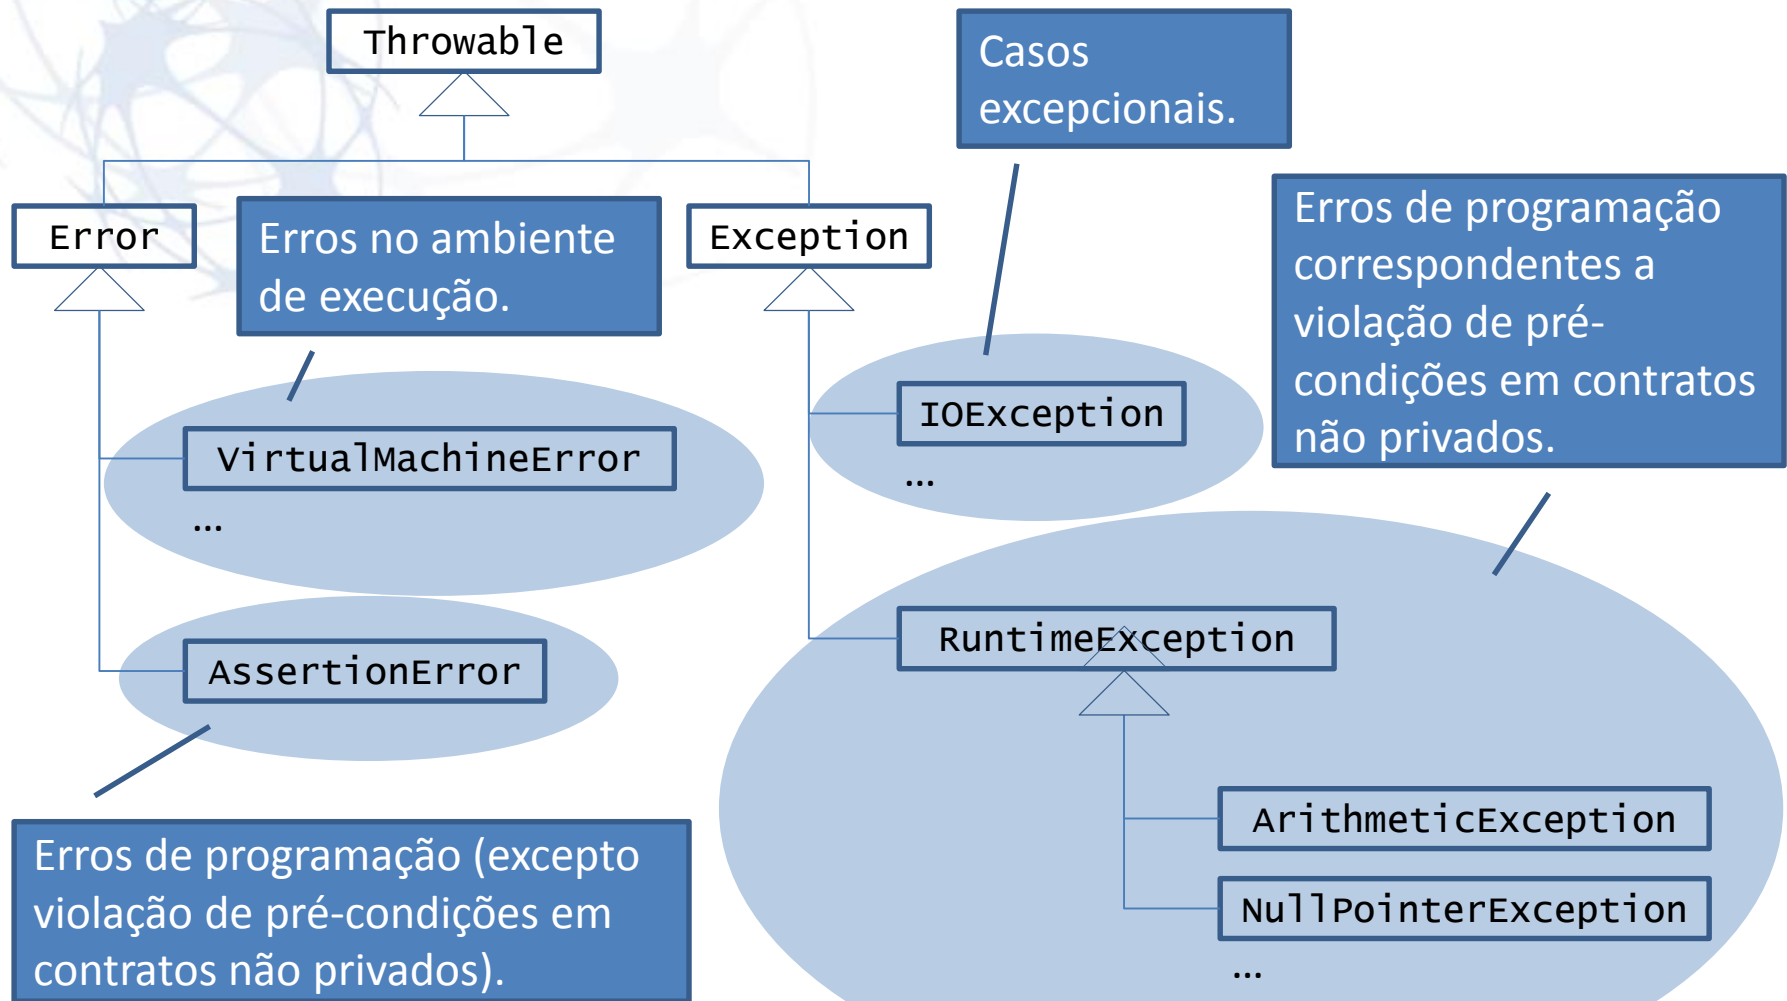 Throwable
Casos
excepcionais.
Error
Erros no ambiente
de execução.
Exception
Erros de programação
correspondentes a
violação de pré-
condições em contratos
não privados.
IOException
...
VirtualMachineError
...
RuntimeException
AssertionError
ArithmeticException
NullPointerException
...
Erros de programação (excepto
violação de pré-condições em
contratos não privados).